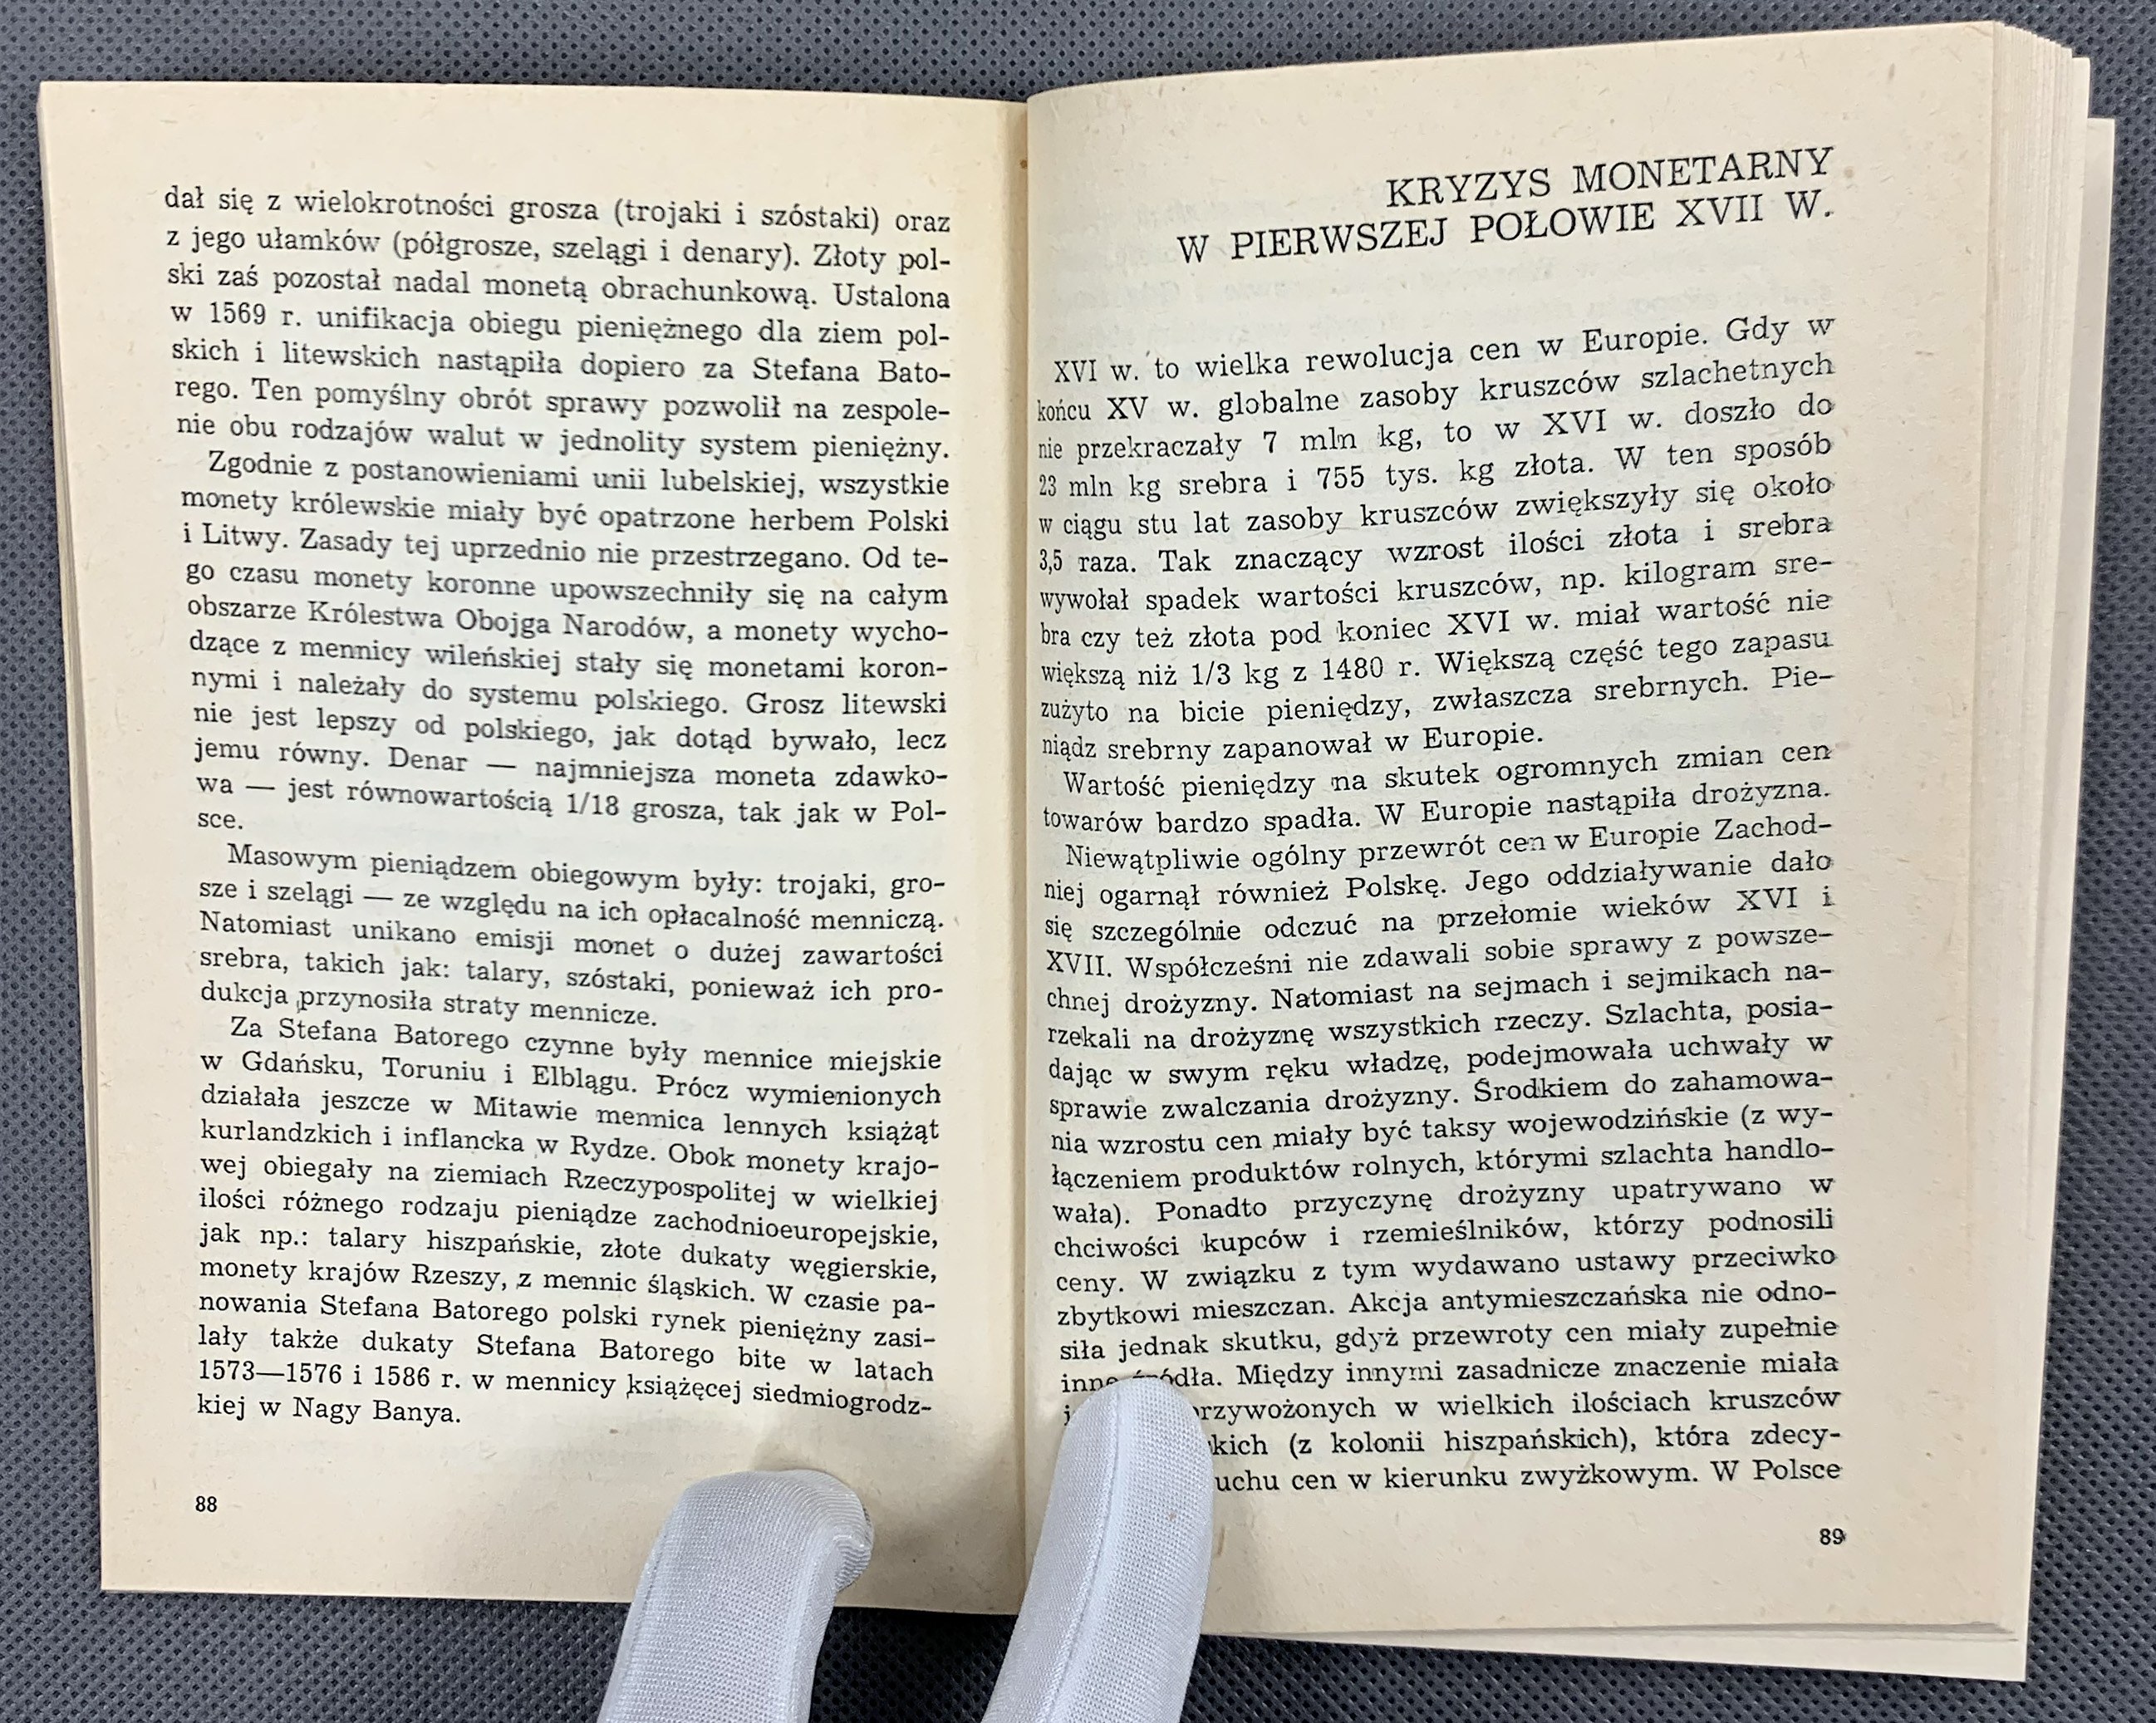 dał się z wielokrotności grosza (trojaki i szóstaki) oraz
z jego ułamków (półgrosze, szelągi i denary). Złoty pol-
ski zaś pozostał nadal monetą obrachunkową. Ustalona
w 1569 r. unifikacja obiegu pieniężnego dla ziem pol-
skich i litewskich nastąpiła dopiero za Stefana Bato-
rego. Ten pomyślny obrót sprawy pozwolił na zespole-
nie obu rodzajów walut w jednolity system pieniężny.
Zgodnie z postanowieniami unii lubelskiej, wszystkie
monety królewskie miały być opatrzone herbem Polski
i Litwy. Zasady tej uprzednio nie przestrzegano. Od te-
go czasu monety koronne upowszechniły się na całym
obszarze Królestwa Obojga Narodów, a monety wycho-
dzące z mennicy wileńskiej stały się monetami koron-
nymi i należały do systemu polskiego. Grosz litewski
nie jest lepszy od polskiego, jak dotąd bywało, lecz
jemu równy. Denar — najmniejsza moneta zdawko-
wa — jest równowartością 1/18 grosza, tak jak w Pol-
sce.
Masowym pieniądzem obiegowym były: trojaki, gro-
sze i szelągi — ze względu na ich opłacalność menniczą.
Natomiast unikano emisji monet o dużej zawartości
srebra, takich jak: talary, szóstaki, ponieważ ich pro-
dukcja przynosiła straty mennicze.
Za Stefana Batorego czynne były mennice miejskie
w Gdańsku, Toruniu i Elblągu. Prócz wymienionych
działała jeszcze w Mitawie mennica lennych książąt
kurlandzkich i inflancka w Rydze. Obok monety krajo-
wej obiegały na ziemiach Rzeczypospolitej w wielkiej
ilości różnego rodzaju pieniądze zachodnioeuropejskie,
jak np.: talary hiszpańskie, złote dukaty węgierskie,
monety krajów Rzeszy, z mennic śląskich. W czasie pa-
nowania Stefana Batorego polski rynek pieniężny zasi-
lały także dukaty Stefana Batorego bite w latach
1573—1576 i 1586 r. w mennicy książęcej siedmiogrodz-
kiej w Nagy Banya.
88
KRYZYS MONETARNY
W PIERWSZEJ POŁOWIE XVII W.
XVI w. to wielka rewolucja cen w Europie. Gdy w
końcu XV w. globalne zasoby kruszców szlachetnych
nie przekraczały 7 mln kg, to w XVI w. doszło do
23 mln kg srebra i 755 tys. kg złota. W ten sposób
w ciągu stu lat zasoby kruszców zwiększyły się około
3,5 raza. Tak znaczący wzrost ilości złota i srebra
wywołał spadek wartości kruszców, np. kilogram sre-
bra czy też złota pod koniec XVI w. miał wartość nie
większą niż 1/3 kg z 1480 r. Większą część tego zapasu
zużyto na bicie pieniędzy, zwłaszcza srebrnych. Pie-
niądz srebrny zapanował w Europie.
Wartość pieniędzy na skutek ogromnych zmian cen
towarów bardzo spadła. W Europie nastąpiła drożyzna.
Niewątpliwie ogólny przewrót cen w Europie Zachod-
niej ogarnął również Polskę. Jego oddziaływanie dało
się szczególnie odczuć na przełomie wieków XVI i
XVII. Współcześni nie zdawali sobie sprawy z powsze-
chnej drożyzny. Natomiast na sejmach i sejmikach na-
rzekali na drożyznę wszystkich rzeczy. Szlachta, posia-
dając w swym ręku władzę, podejmowała uchwały w
sprawie zwalczania drożyzny. Środkiem do zahamowa-
nia wzrostu cen miały być taksy wojewodzińskie (z wy-
łączeniem produktów rolnych, którymi szlachta handlo-
wała). Ponadto przyczynę drożyzny upatrywano w
chciwości kupców i rzemieślników, którzy podnosili
ceny. W związku z tym wydawano ustawy przeciwko
zbytkowi mieszczan. Akcja antymieszczańska nie odno-
siła jednak skutku, gdyż przewroty cen miały zupełnie
inne źródła. Między innymi zasadnicze znaczenie miała
przywożonych w wielkich ilościach kruszców
kich (z kolonii hiszpańskich), która zdecy-
uchu cen w kierunku zwyżkowym. W Polsce
89